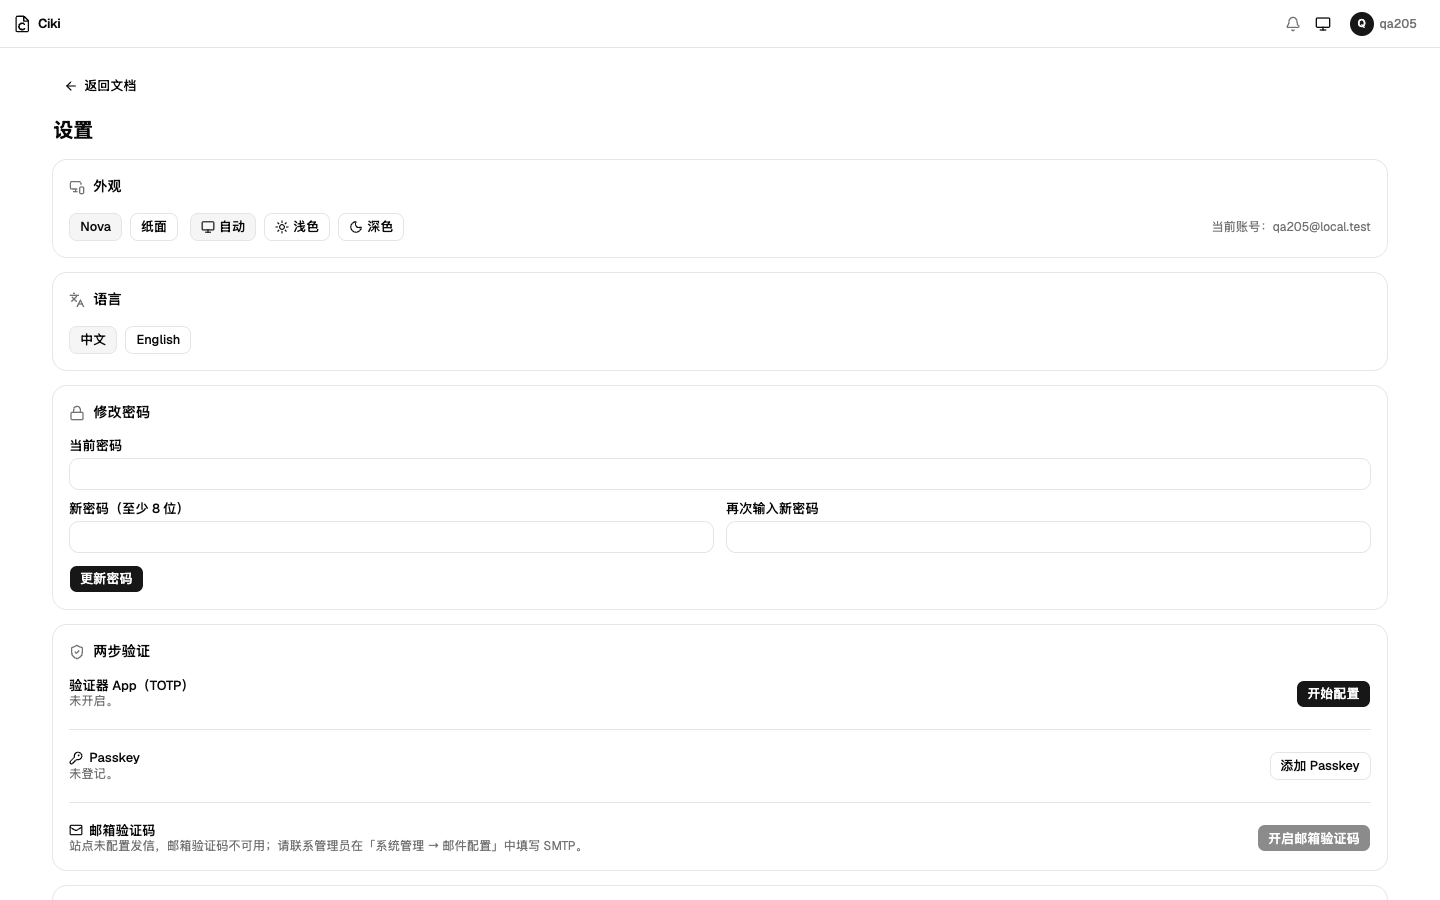 Ciki
Q qa205
返回文档
设置
外观
Nova 纸面 自动 浅色 深色 当前账号：qa205@local.test
语言
中文 English
修改密码
当前密码
新密码（至少 8 位） 再次输入新密码
更新密码
两步验证
验证器 App（TOTP）
未开启。
开始配置
Passkey
未登记。
添加 Passkey
邮箱验证码
站点未配置发信，邮箱验证码不可用；请联系管理员在「系统管理 → 邮件配置」中填写 SMTP。
开启邮箱验证码